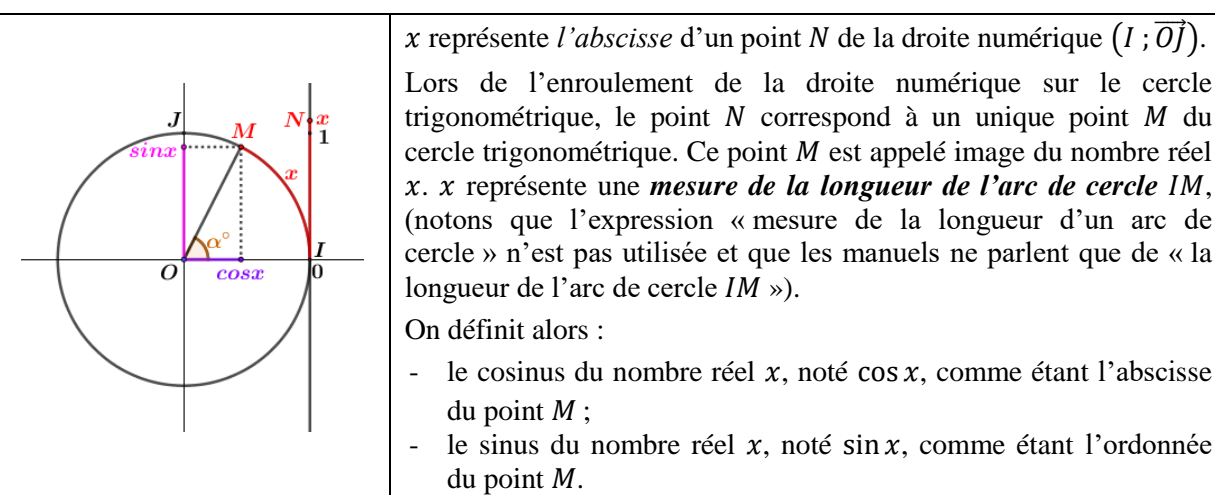 J
M
N x
1
sinx
x
α°
I
O
cosx
0
x représente l’abscisse d’un point N de la droite numérique (I ; \overrightarrow{OJ}).
Lors de l’enroulement de la droite numérique sur le cercle
trigonométrique, le point N correspond à un unique point M du
cercle trigonométrique. Ce point M est appelé image du nombre réel
x. x représente une mesure de la longueur de l’arc de cercle IM,
(notons que l’expression « mesure de la longueur d’un arc de
cercle » n’est pas utilisée et que les manuels ne parlent que de « la
longueur de l’arc de cercle IM »).
On définit alors :
- le cosinus du nombre réel x, noté cos x, comme étant l’abscisse
du point M ;
- le sinus du nombre réel x, noté sin x, comme étant l’ordonnée
du point M.